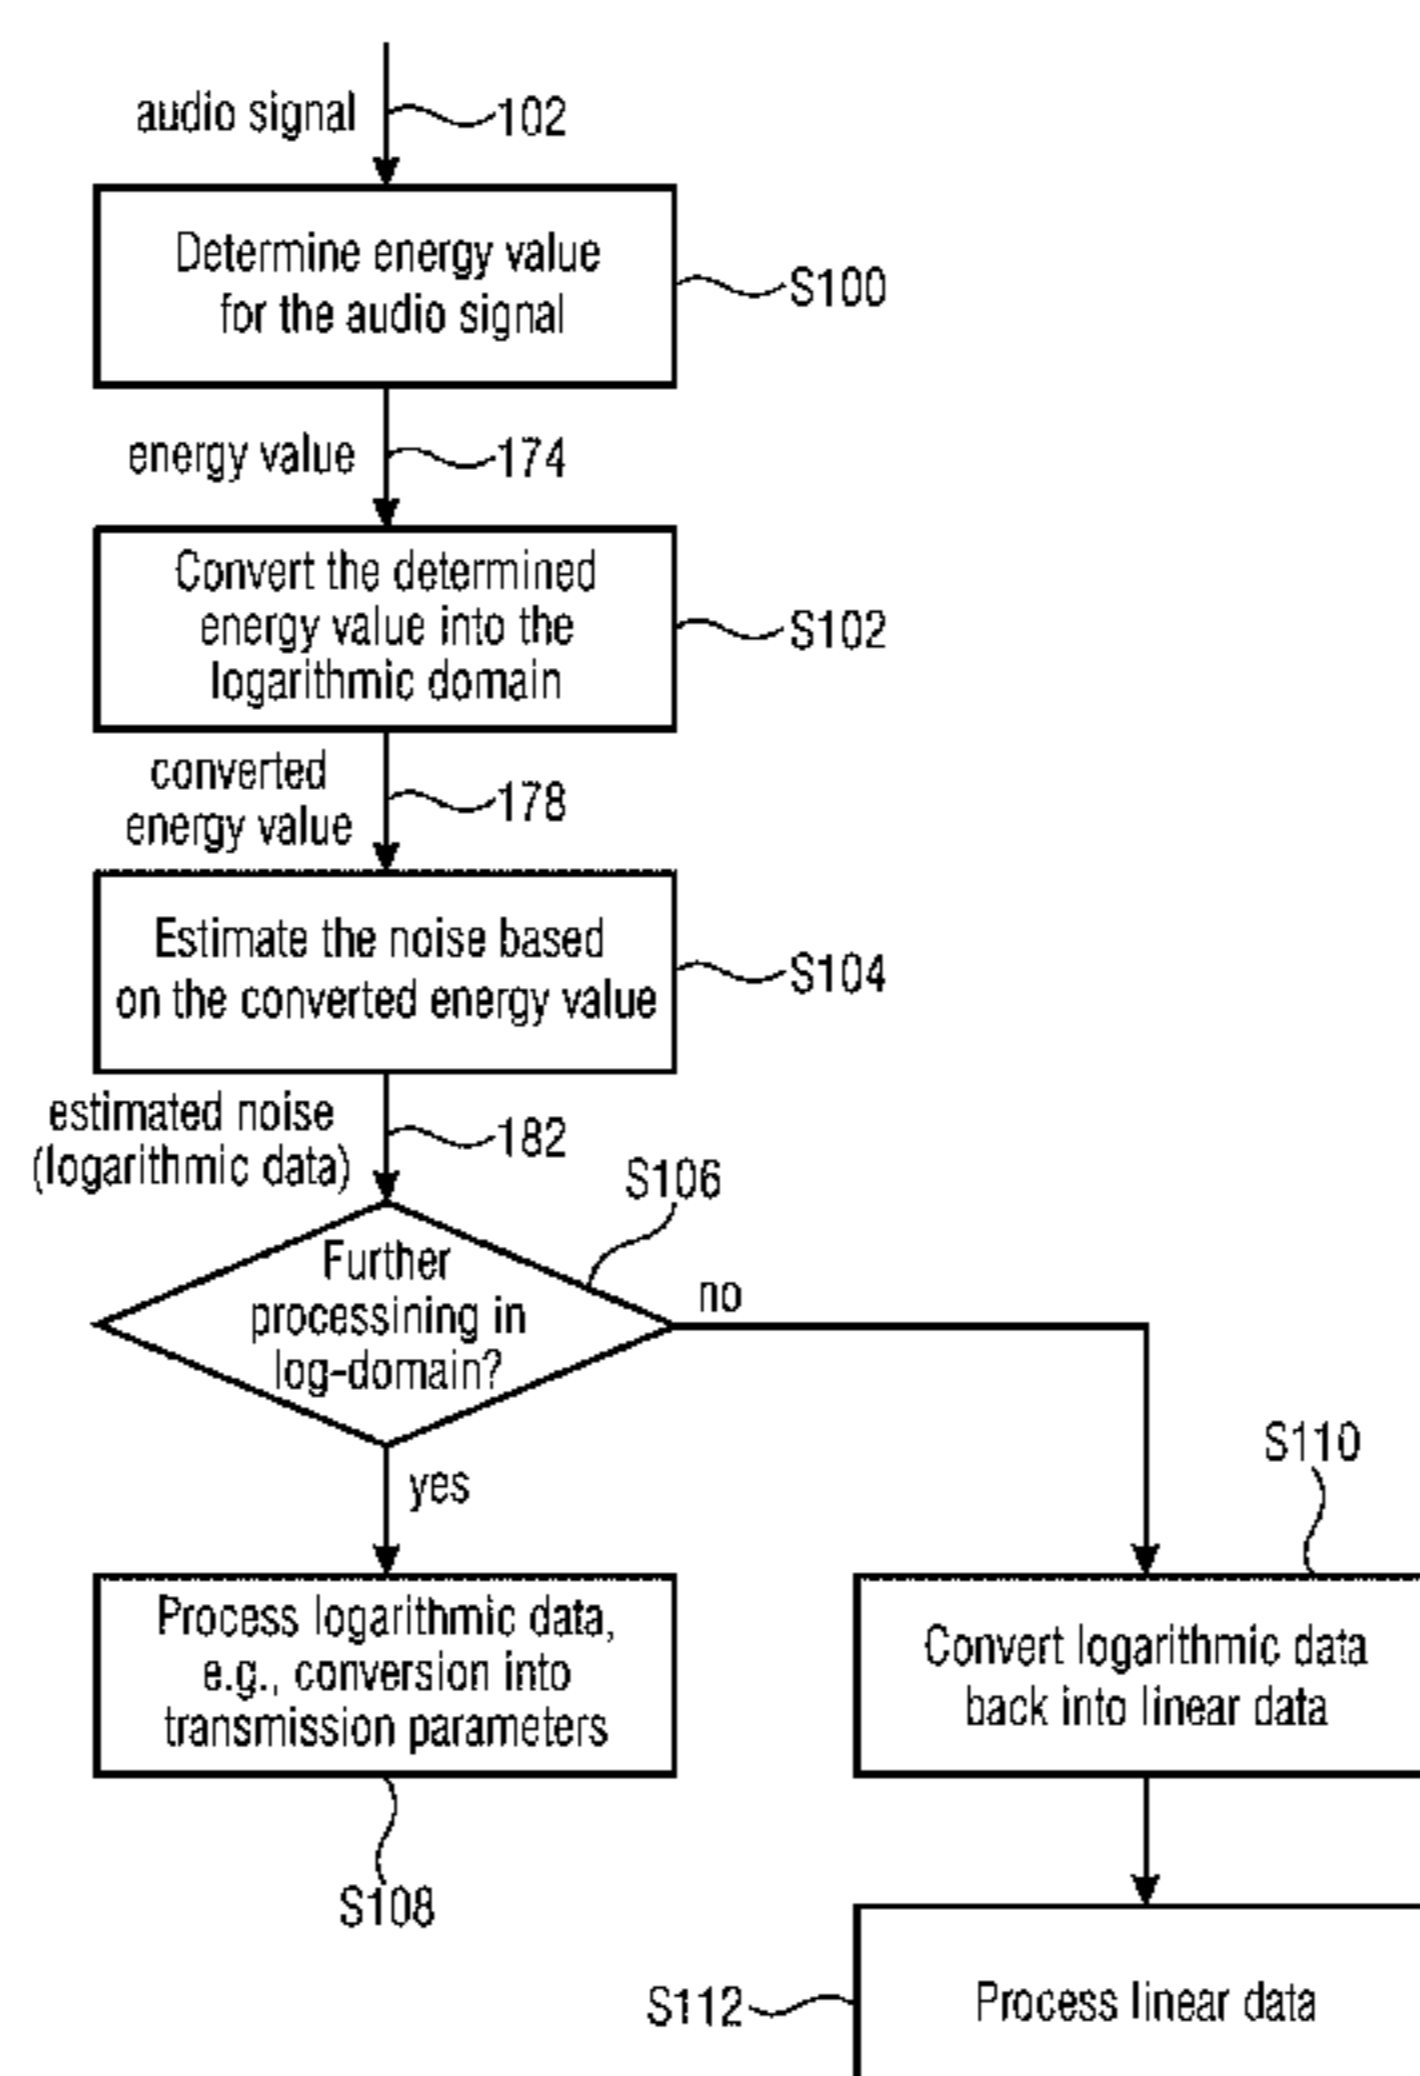 audio signal
102
Determine energy value
for the audio signal
S100
energy value
174
Convert the determined
energy value into the
logarithmic domain
S102
converted
energy value
178
Estimate the noise based
on the converted energy value
S104
estimated noise
(logarithmic data)
182
S106
Further
processining in
log-domain?
no
yes
S110
Process logarithmic data,
e.g., conversion into
transmission parameters
Convert logarithmic data
back into linear data
S108
S112
Process linear data